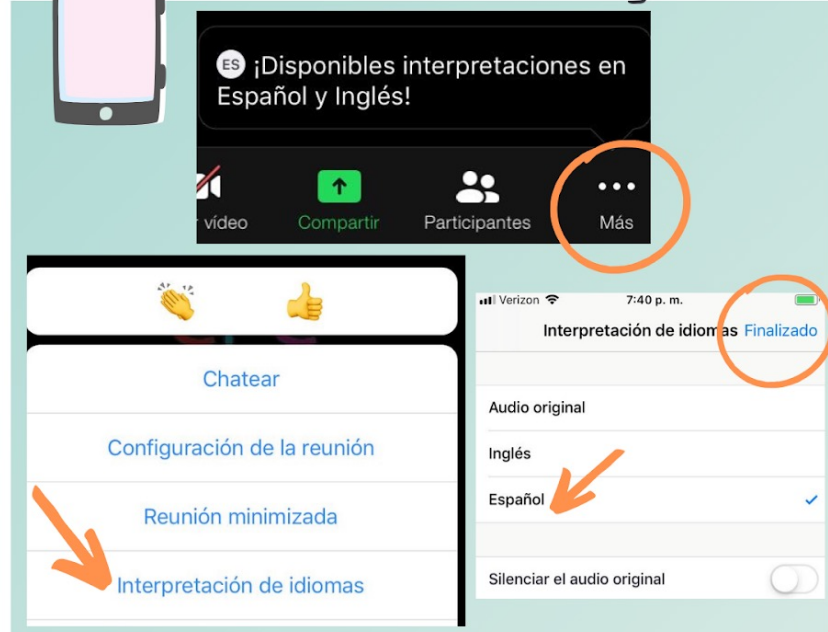 ES ¡Disponibles interpretaciones en
Español y Inglés!
vídeo
Compartir
Participantes
Más
Chatear
Configuración de la reunión
Reunión minimizada
Interpretación de idiomas
Verizon
7:40 p. m.
Interpretación de idiomas
Finalizado
Audio original
Inglés
Español
Silenciar el audio original